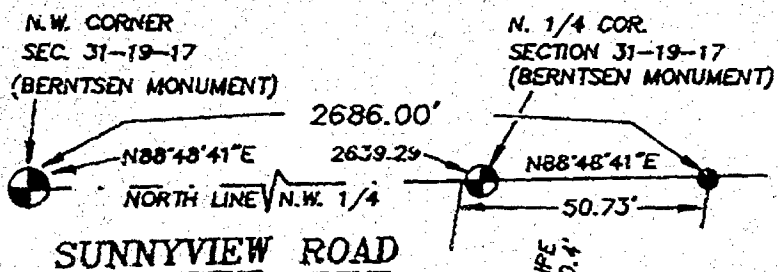 N.W. CORNER
SEC. 31-19-17
(BERNTSEN MONUMENT)
N. 1/4 COR.
SECTION 31-19-17
(BERNTSEN MONUMENT)
2686.00'
N88°48'41"E
2639.29
N88°48'41"E
NORTH LINE N.W. 1/4
50.73'
SUNNYVIEW ROAD